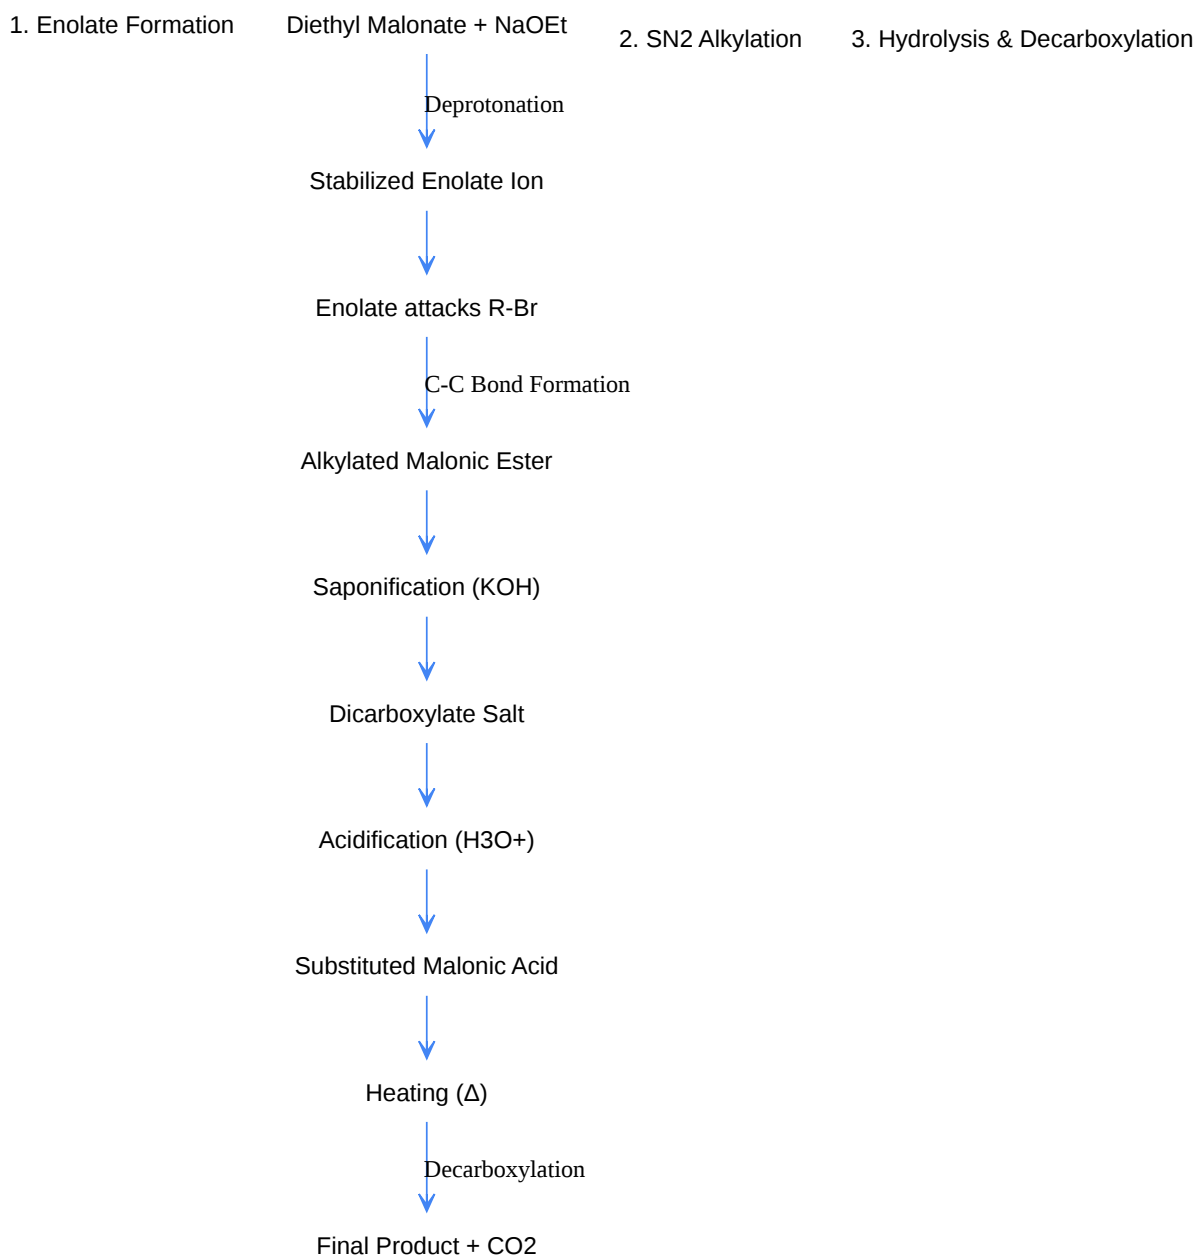 1. Enolate Formation
Diethyl Malonate + NaOEt
2. SN2 Alkylation
3. Hydrolysis & Decarboxylation
Deprotonation
Stabilized Enolate Ion
Enolate attacks R-Br
C-C Bond Formation
Alkylated Malonic Ester
Saponification (KOH)
Dicarboxylate Salt
Acidification (H3O+)
Substituted Malonic Acid
Heating (Δ)
Decarboxylation
Final Product + CO2